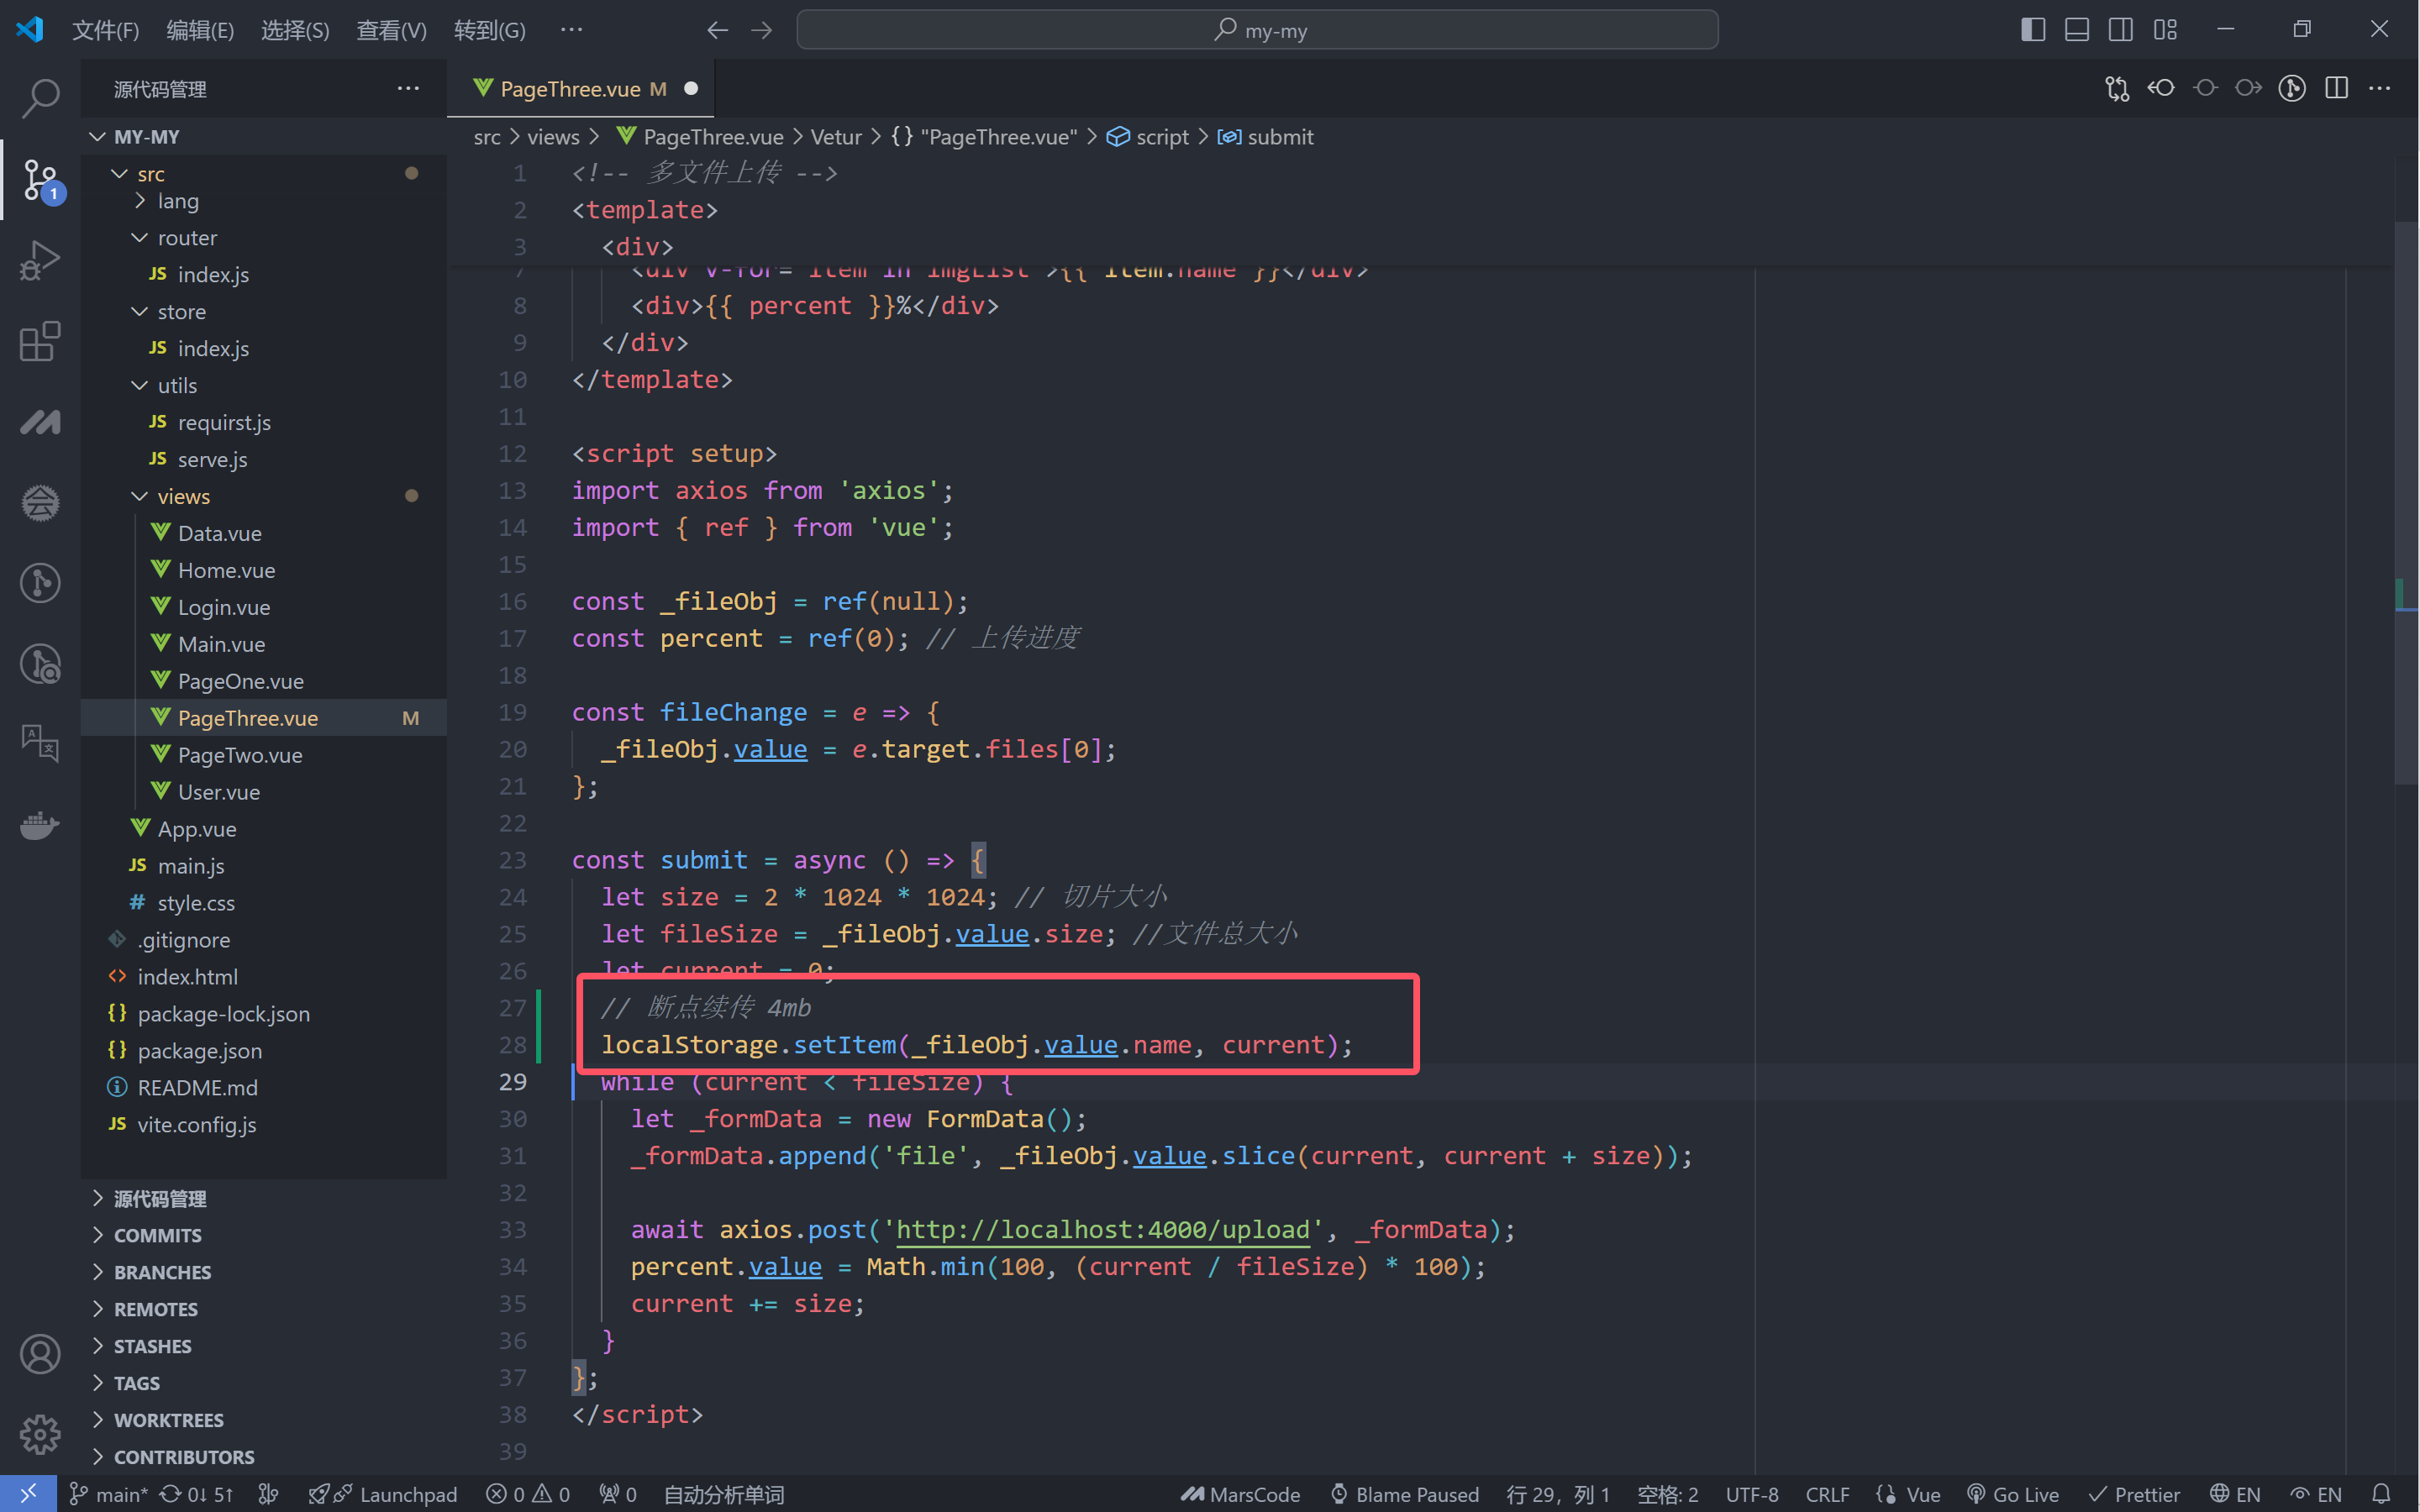 文件(F) 编辑(E) 选择(S) 查看(V) 转到(G) ··· my-my
源代码管理 ···
MY-MY
src
lang
router
JS index.js
store
JS index.js
utils
JS requirst.js
JS serve.js
views
Data.vue
Home.vue
Login.vue
Main.vue
PageOne.vue
PageThree.vue M
PageTwo.vue
User.vue
App.vue
JS main.js
# style.css
.gitignore
<> index.html
{} package-lock.json
{} package.json
README.md
JS vite.config.js
源代码管理
COMMITS
BRANCHES
REMOTES
STASHES
TAGS
WORKTREES
CONTRIBUTORS
1
PageThree.vue M
src > views > PageThree.vue > Vetur > {} "PageThree.vue" > script > submit
1 <!-- 多文件上传 -->
2 <template>
3 <div>
7 <div v-for="item in imgList">{{ item.name }}</div>
8 <div>{{ percent }}%</div>
9 </div>
10 </template>
11
12 <script setup>
13 import axios from 'axios';
14 import { ref } from 'vue';
15
16 const _fileObj = ref(null);
17 const percent = ref(0); // 上传进度
18
19 const fileChange = e => {
20 _fileObj.value = e.target.files[0];
21 };
22
23 const submit = async () => {
24 let size = 2 * 1024 * 1024; // 切片大小
25 let fileSize = _fileObj.value.size; //文件总大小
26 let current = 0;
27 // 断点续传 4mb
28 localStorage.setItem(_fileObj.value.name, current);
29 while (current < fileSize) {
30 let _formData = new FormData();
31 _formData.append('file', _fileObj.value.slice(current, current + size));
32
33 await axios.post('http://localhost:4000/upload', _formData);
34 percent.value = Math.min(100, (current / fileSize) * 100);
35 current += size;
36 }
37 };
38 </script>
39
main* 0↓ 5↑ Launchpad 0 0 0 自动分析单词 MarsCode Blame Paused 行 29，列 1 空格: 2 UTF-8 CRLF {} Vue Go Live Prettier EN EN